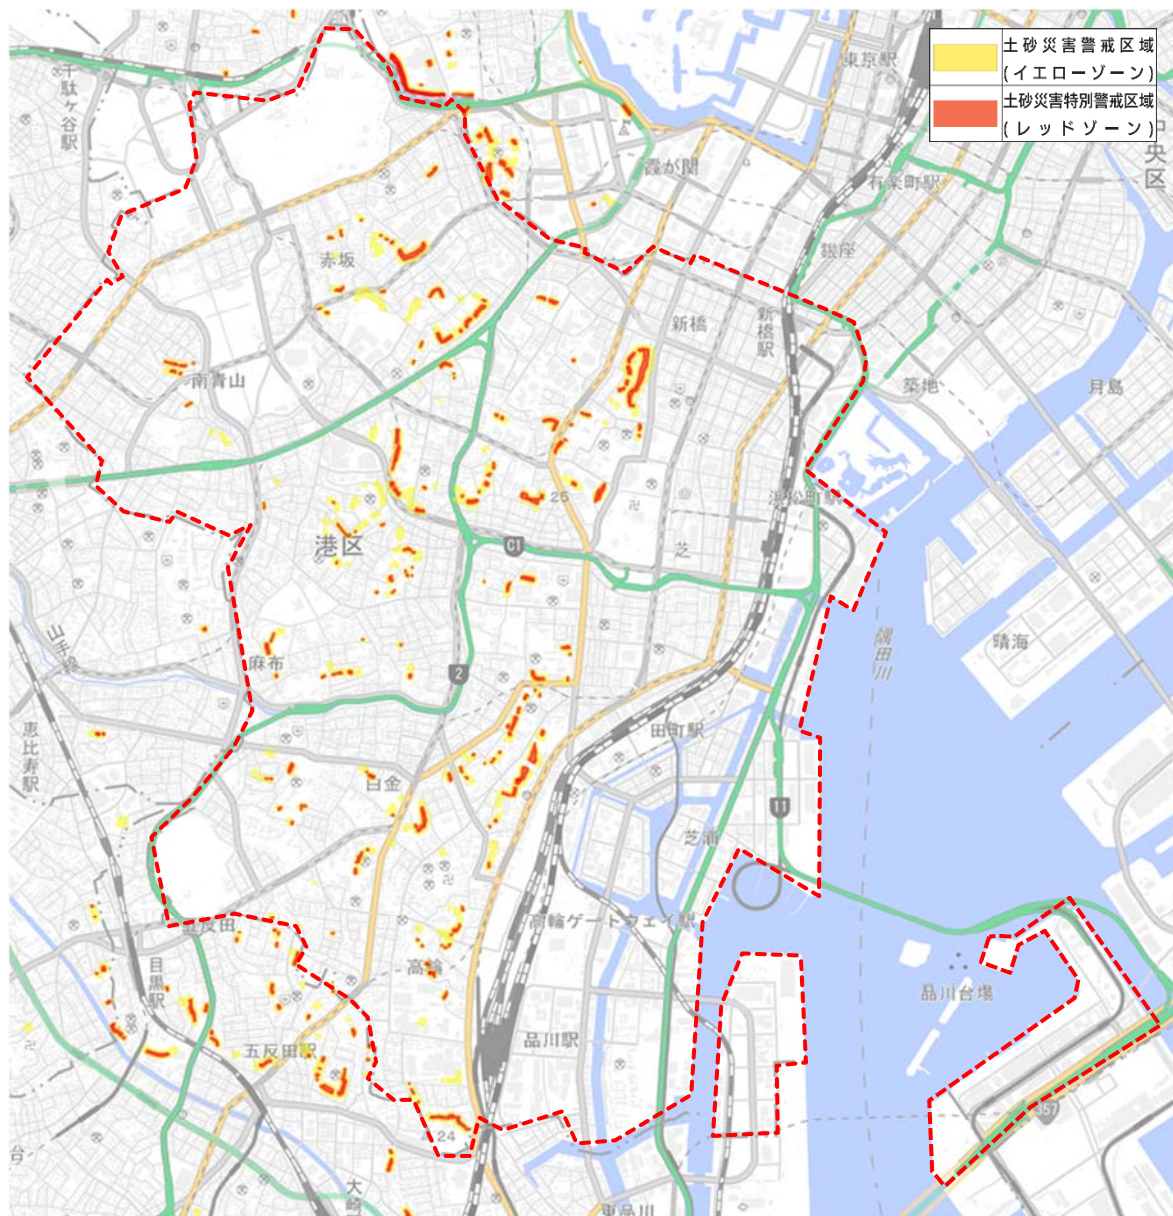 土砂災害警戒区域
(イエローゾーン)
土砂災害特別警戒区域
(レッドゾーン)
東京駅
千駄ヶ谷駅
中央区
霞が関
有楽町駅
銀座
赤坂
新橋
新橋駅
南青山
築地
月島
浜松町駅
25
港区
C1
芝
隅田川
晴海
山手線
麻布
2
恵比寿駅
田町駅
白金
11
芝浦
五反田
高輪ゲートウェイ駅
目黒駅
高輪
品川台場
五反田駅
品川駅
357
24
台
大崎
東品川